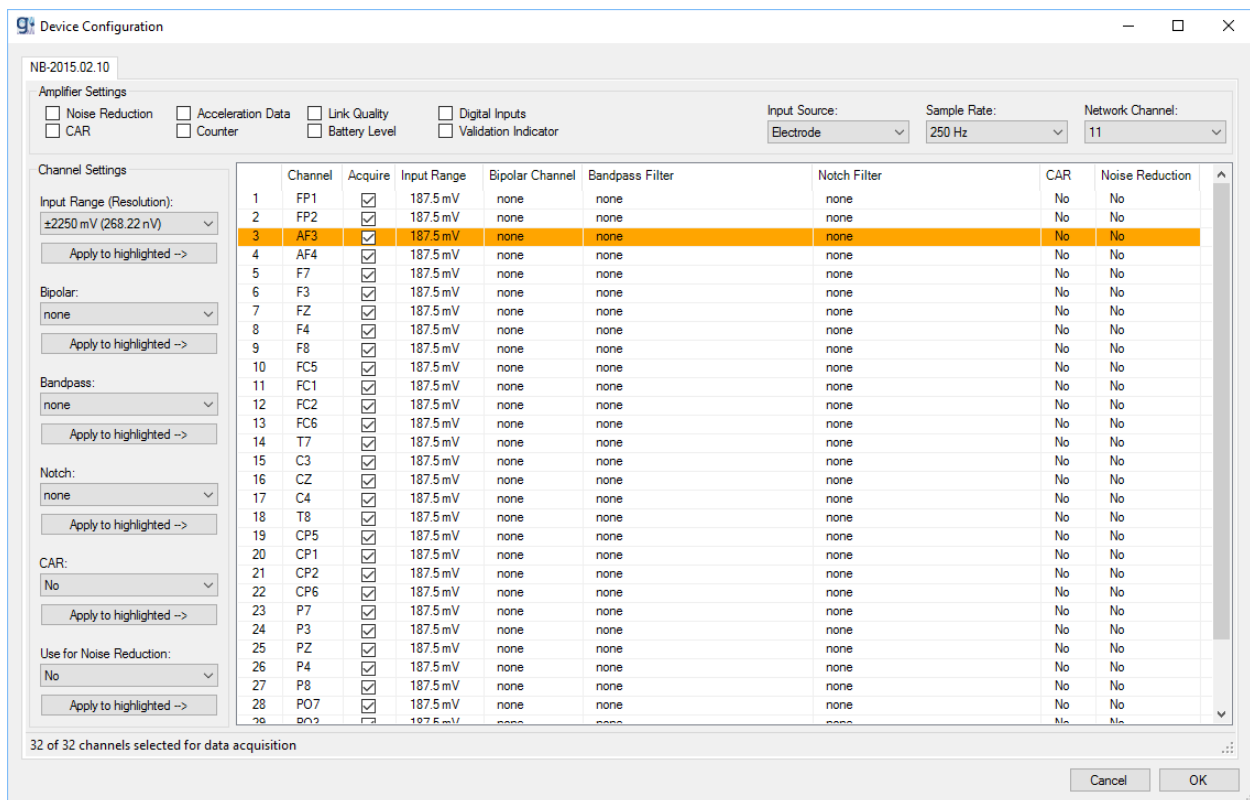 g Device Configuration
NB-2015.02.10
Amplifier Settings
Noise Reduction Acceleration Data Link Quality Digital Inputs
CAR Counter Battery Level Validation Indicator
Input Source: Sample Rate: Network Channel:
Electrode 250 Hz 11
Channel Settings
Input Range (Resolution):
±2250 mV (268.22 nV)
Apply to highlighted -->
Bipolar:
none
Apply to highlighted -->
Bandpass:
none
Apply to highlighted -->
Notch:
none
Apply to highlighted -->
CAR:
No
Apply to highlighted -->
Use for Noise Reduction:
No
Apply to highlighted -->
Channel Acquire Input Range Bipolar Channel Bandpass Filter Notch Filter CAR Noise Reduction
1 FP1 187.5 mV none none none No No
2 FP2 187.5 mV none none none No No
3 AF3 187.5 mV none none none No No
4 AF4 187.5 mV none none none No No
5 F7 187.5 mV none none none No No
6 F3 187.5 mV none none none No No
7 FZ 187.5 mV none none none No No
8 F4 187.5 mV none none none No No
9 F8 187.5 mV none none none No No
10 FC5 187.5 mV none none none No No
11 FC1 187.5 mV none none none No No
12 FC2 187.5 mV none none none No No
13 FC6 187.5 mV none none none No No
14 T7 187.5 mV none none none No No
15 C3 187.5 mV none none none No No
16 CZ 187.5 mV none none none No No
17 C4 187.5 mV none none none No No
18 T8 187.5 mV none none none No No
19 CP5 187.5 mV none none none No No
20 CP1 187.5 mV none none none No No
21 CP2 187.5 mV none none none No No
22 CP6 187.5 mV none none none No No
23 P7 187.5 mV none none none No No
24 P3 187.5 mV none none none No No
25 PZ 187.5 mV none none none No No
26 P4 187.5 mV none none none No No
27 P8 187.5 mV none none none No No
28 PO7 187.5 mV none none none No No
29 PO3 187.5 mV none none none No No
32 of 32 channels selected for data acquisition
Cancel OK